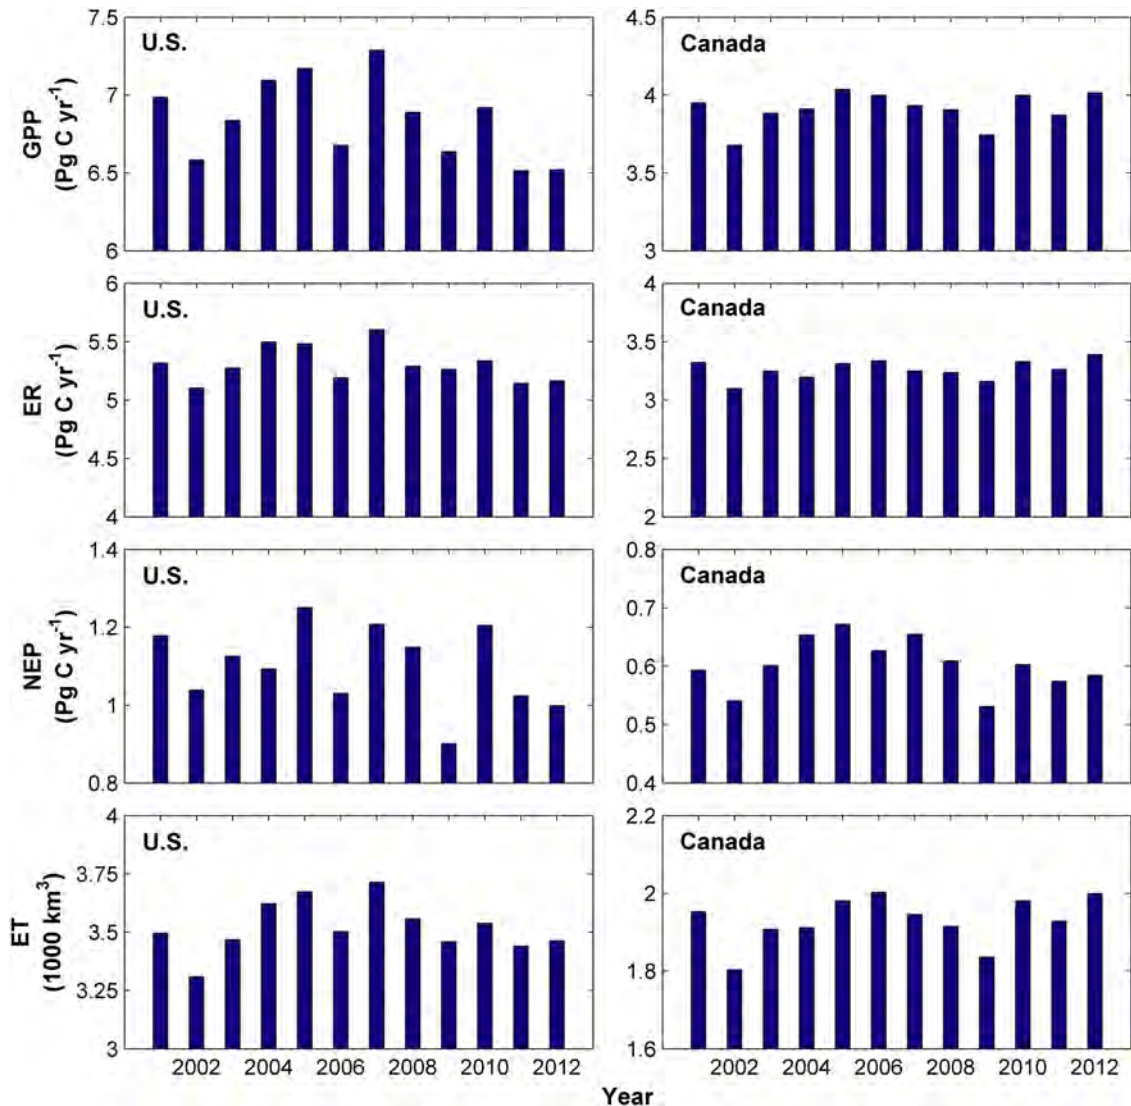 U.S.
Canada
GPP
(Pg C yr⁻¹)
7.5
7
6.5
6
4.5
4
3.5
3
U.S.
Canada
ER
(Pg C yr⁻¹)
6
5.5
5
4.5
4
4
3.5
3
2.5
2
U.S.
Canada
NEP
(Pg C yr⁻¹)
1.4
1.2
1
0.8
0.8
0.7
0.6
0.5
0.4
U.S.
Canada
ET
(1000 km³)
4
3.75
3.5
3.25
3
2.2
2
1.8
1.6
2002 2004 2006 2008 2010 2012
2002 2004 2006 2008 2010 2012
Year